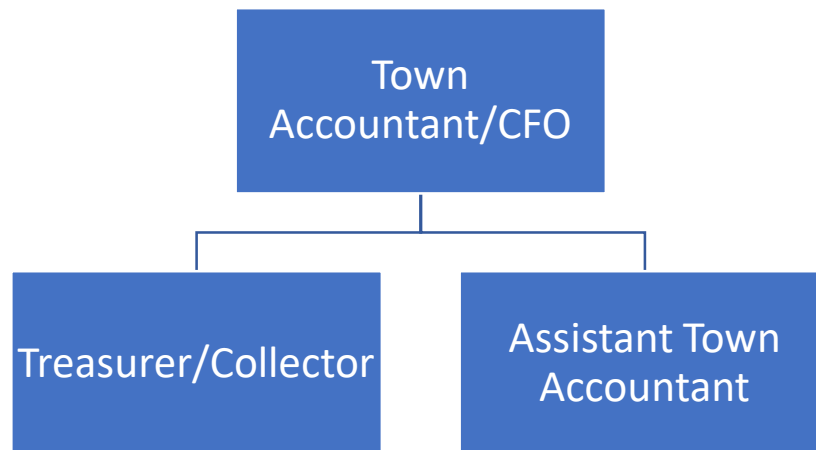 Town
Accountant/CFO
Treasurer/Collector
Assistant Town
Accountant